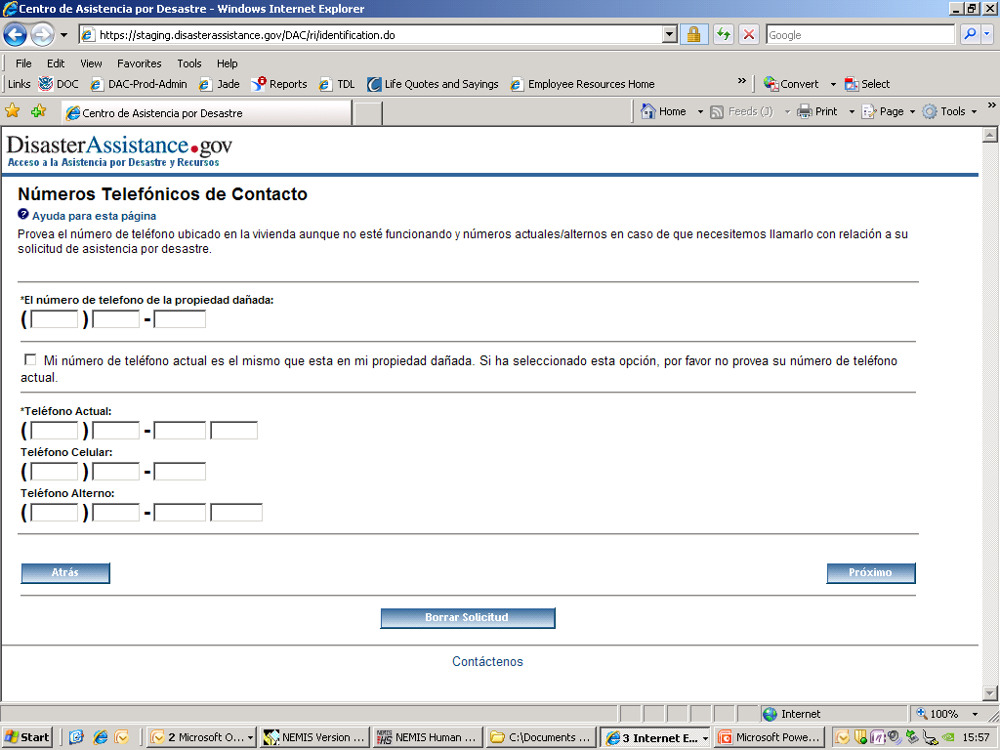 Centro de Asistencia por Desastre - Windows Internet Explorer
https://staging.disasterassistance.gov/DAC/ri/identification.do
Google
File Edit View Favorites Tools Help
Links DOC DAC-Prod-Admin Jade Reports TDL Life Quotes and Sayings Employee Resources Home » Convert Select
Centro de Asistencia por Desastre Home Feeds (J) Print Page Tools »
DisasterAssistance.gov
Acceso a la Asistencia por Desastre y Recursos
Números Telefónicos de Contacto
? Ayuda para esta página
Provea el número de teléfono ubicado en la vivienda aunque no esté funcionando y números actuales/alternos en caso de que necesitemos llamarlo con relación a su
solicitud de asistencia por desastre.
*El número de telefono de la propiedad dañada:
( ) -
Mi número de teléfono actual es el mismo que esta en mi propiedad dañada. Si ha seleccionado esta opción, por favor no provea su número de teléfono
actual.
*Teléfono Actual:
( ) -
Teléfono Celular:
( ) -
Teléfono Alterno:
( ) -
Atrás Próximo
Borrar Solicitud
Contáctenos
Internet 100%
Start 2 Microsoft O... NEMIS Version ... NEMIS Human ... C:\Documents ... 3 Internet E... Microsoft Powe... 15:57